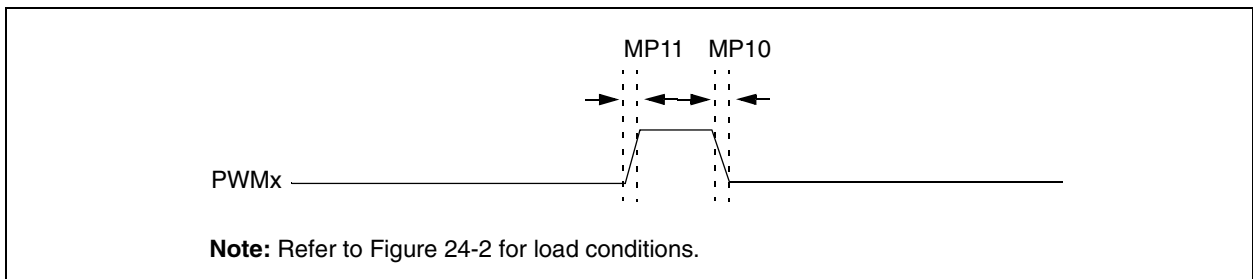 MP11 MP10
PWMx
Note: Refer to Figure 24-2 for load conditions.